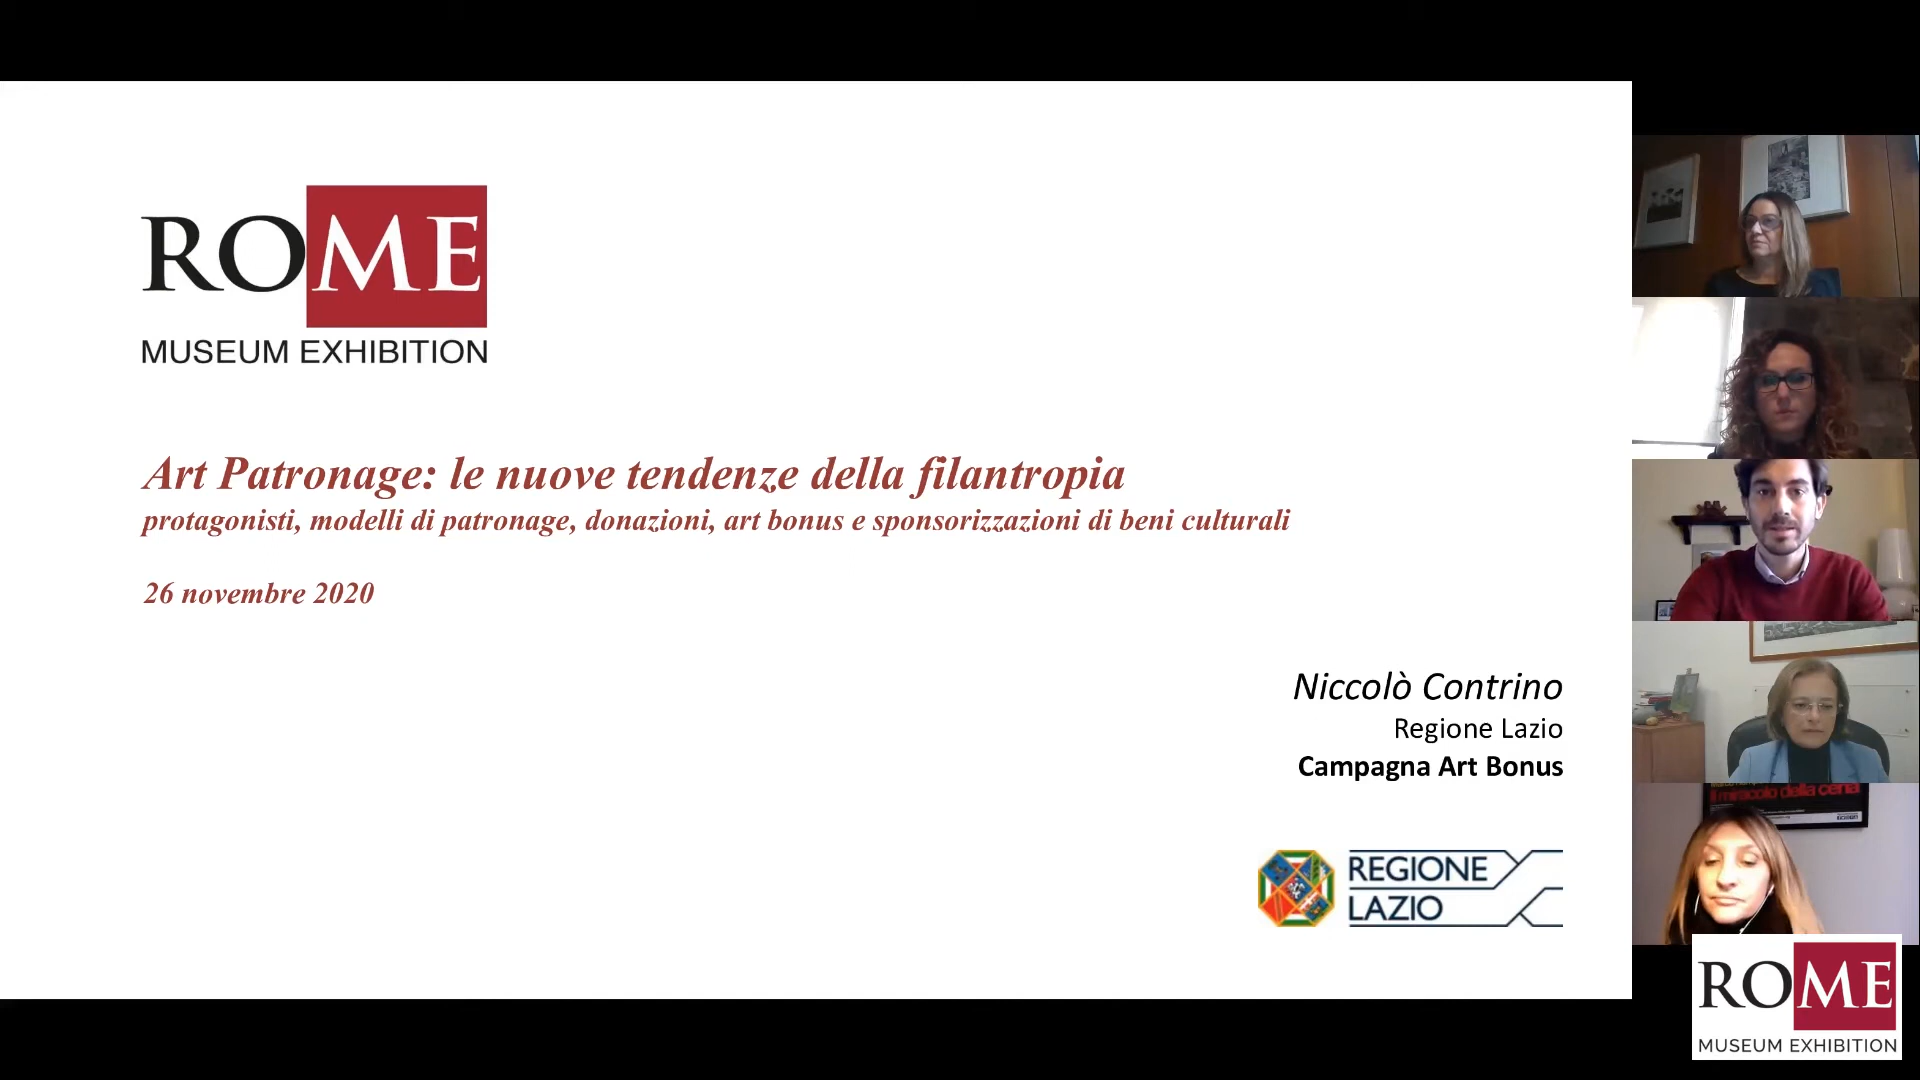 ROME
MUSEUM EXHIBITION
Art Patronage: le nuove tendenze della filantropia
protagonisti, modelli di patronage, donazioni, art bonus e sponsorizzazioni di beni culturali
26 novembre 2020
Niccolò Contrino
Regione Lazio
Campagna Art Bonus
REGIONE
LAZIO
il miracolo della cena
ROME
MUSEUM EXHIBITION